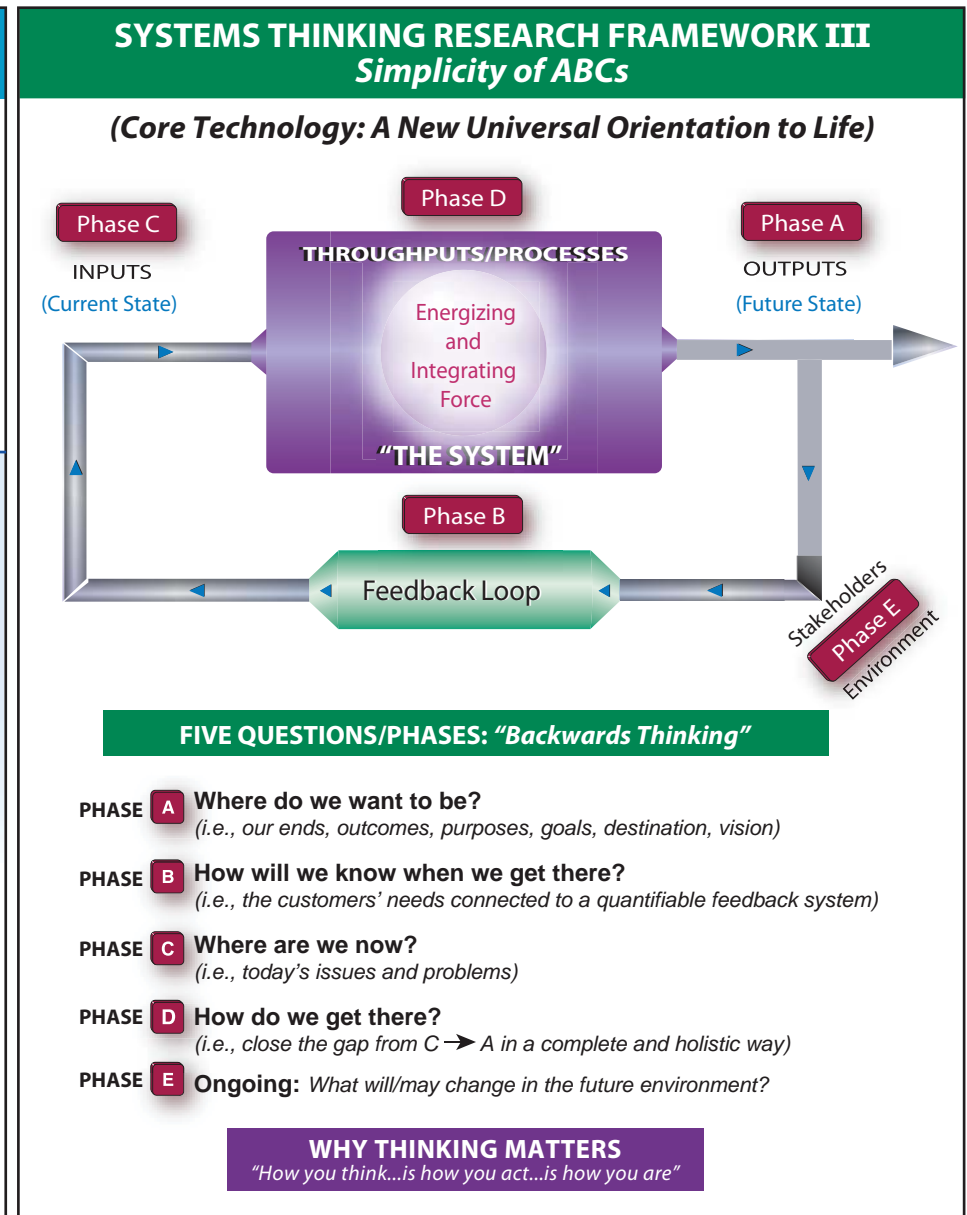 SYSTEMS THINKING RESEARCH FRAMEWORK III
Simplicity of ABCs
(Core Technology: A New Universal Orientation to Life)
Phase D
Phase C
Phase A
THROUGHPUTS/PROCESSES
INPUTS
OUTPUTS
(Current State)
(Future State)
Energizing
and
Integrating
Force
“THE SYSTEM”
Phase B
Feedback Loop
Stakeholders
Phase E
Environment
FIVE QUESTIONS/PHASES: “Backwards Thinking”
PHASE A Where do we want to be?
(i.e., our ends, outcomes, purposes, goals, destination, vision)
PHASE B How will we know when we get there?
(i.e., the customers’ needs connected to a quantifiable feedback system)
PHASE C Where are we now?
(i.e., today’s issues and problems)
PHASE D How do we get there?
(i.e., close the gap from C → A in a complete and holistic way)
PHASE E Ongoing: What will/may change in the future environment?
WHY THINKING MATTERS
“How you think...is how you act...is how you are”